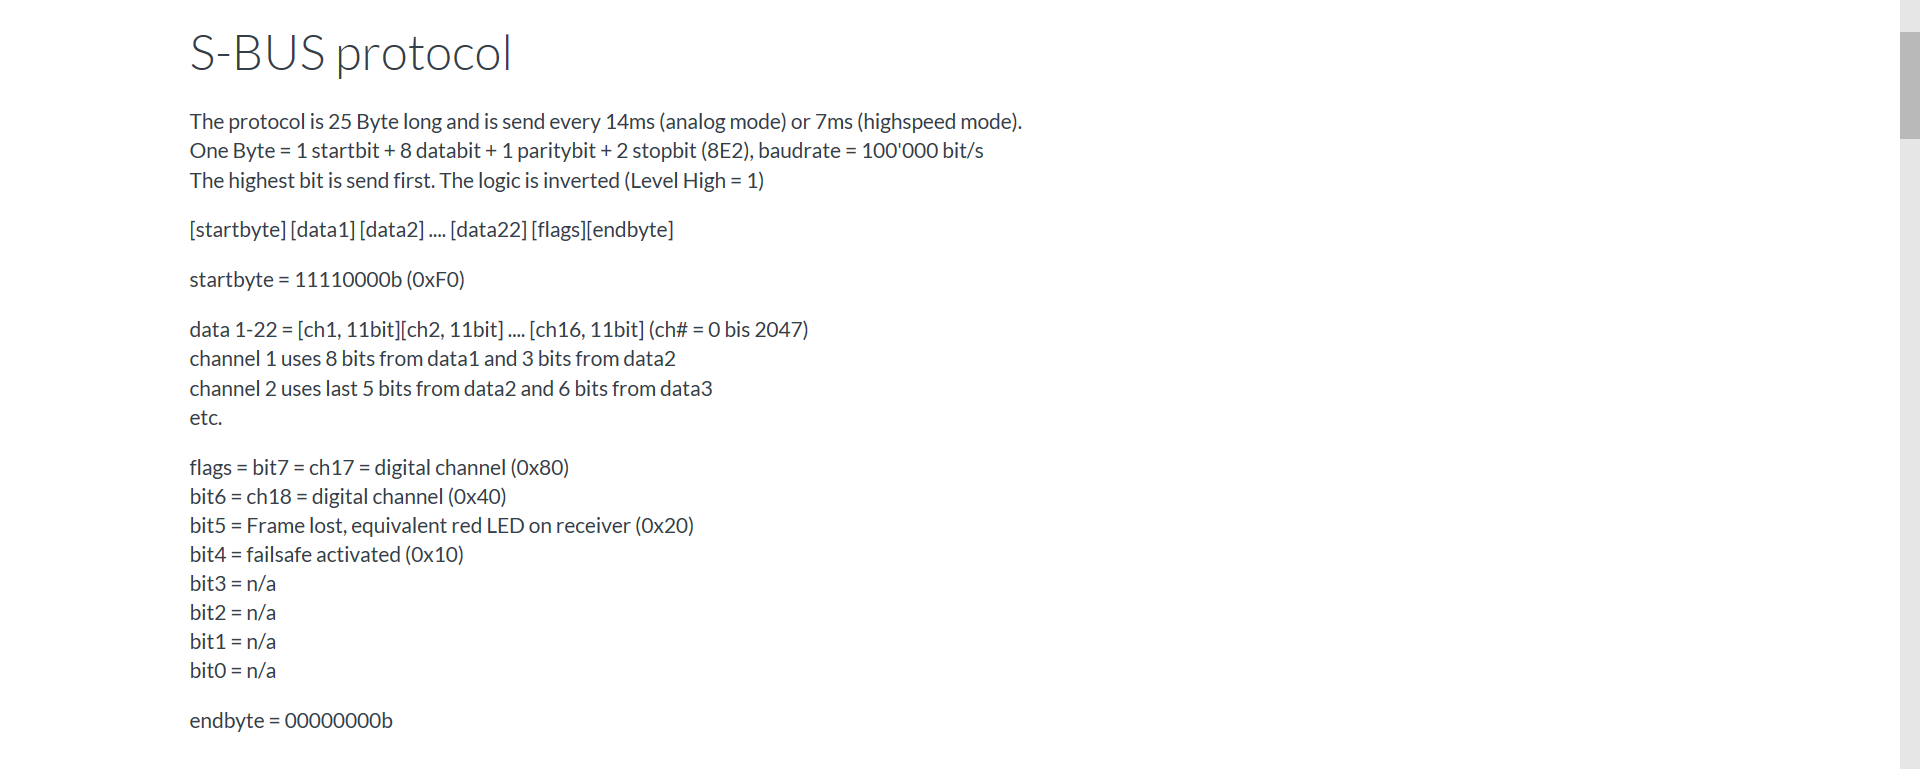 S-BUS protocol
The protocol is 25 Byte long and is send every 14ms (analog mode) or 7ms (highspeed mode).
One Byte = 1 startbit + 8 databit + 1 paritybit + 2 stopbit (8E2), baudrate = 100'000 bit/s
The highest bit is send first. The logic is inverted (Level High = 1)
[startbyte] [data1] [data2] .... [data22] [flags][endbyte]
startbyte = 11110000b (0xF0)
data 1-22 = [ch1, 11bit][ch2, 11bit] .... [ch16, 11bit] (ch# = 0 bis 2047)
channel 1 uses 8 bits from data1 and 3 bits from data2
channel 2 uses last 5 bits from data2 and 6 bits from data3
etc.
flags = bit7 = ch17 = digital channel (0x80)
bit6 = ch18 = digital channel (0x40)
bit5 = Frame lost, equivalent red LED on receiver (0x20)
bit4 = failsafe activated (0x10)
bit3 = n/a
bit2 = n/a
bit1 = n/a
bit0 = n/a
endbyte = 00000000b